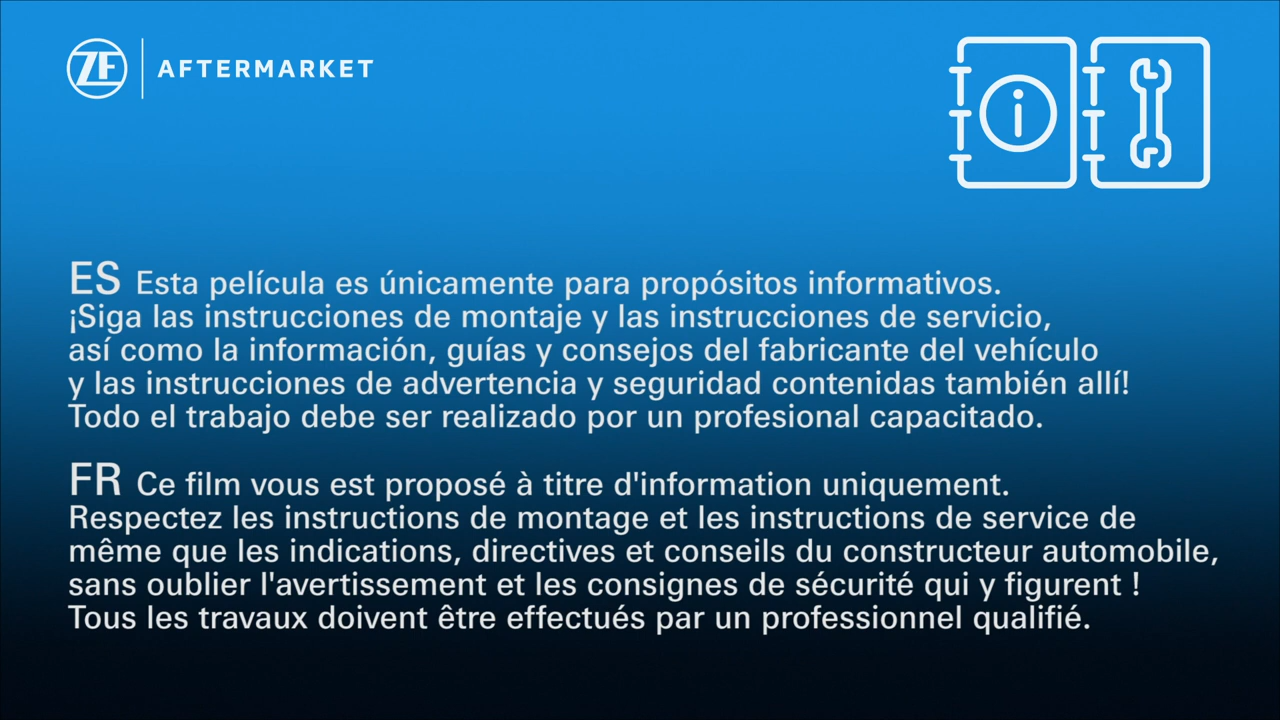 ZF AFTERMARKET
ES Esta película es únicamente para propósitos informativos.
¡Siga las instrucciones de montaje y las instrucciones de servicio,
así como la información, guías y consejos del fabricante del vehículo
y las instrucciones de advertencia y seguridad contenidas también allí!
Todo el trabajo debe ser realizado por un profesional capacitado.
FR Ce film vous est proposé à titre d'information uniquement.
Respectez les instructions de montage et les instructions de service de
même que les indications, directives et conseils du constructeur automobile,
sans oublier l'avertissement et les consignes de sécurité qui y figurent !
Tous les travaux doivent être effectués par un professionnel qualifié.